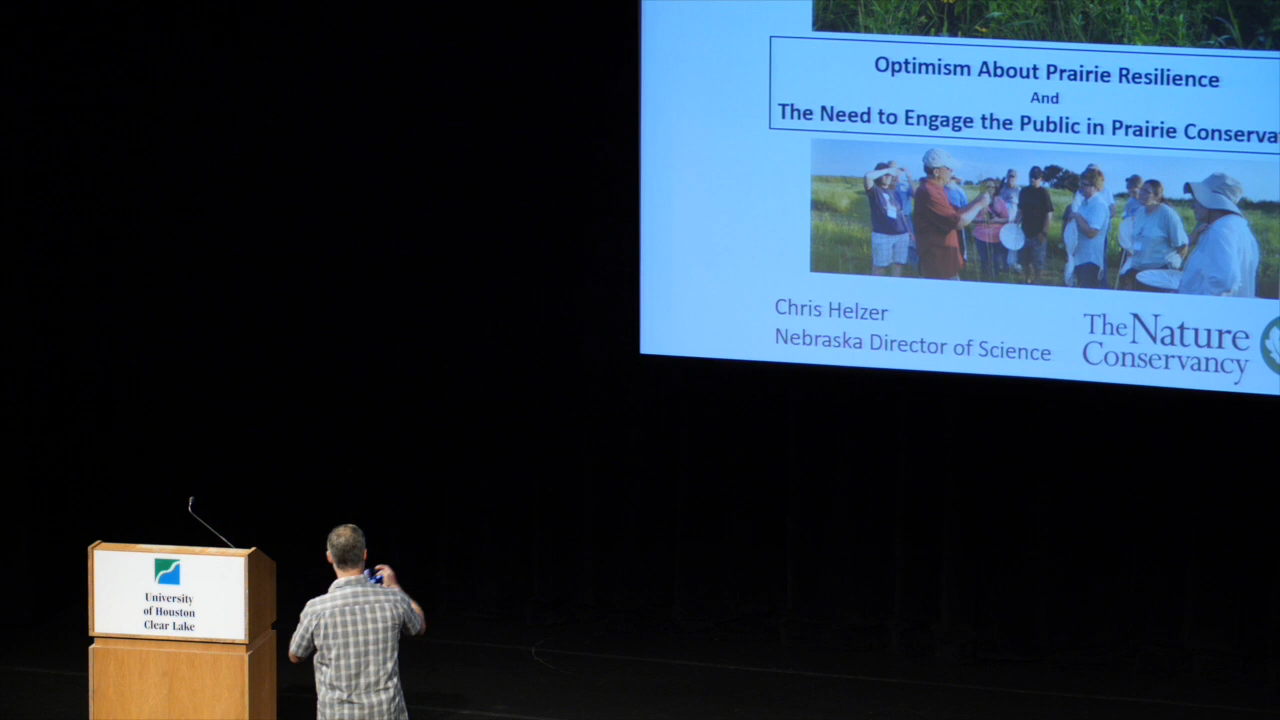 Optimism About Prairie Resilience
And
The Need to Engage the Public in Prairie Conserva
Chris Helzer
Nebraska Director of Science
The Nature
Conservancy
University
of Houston
Clear Lake